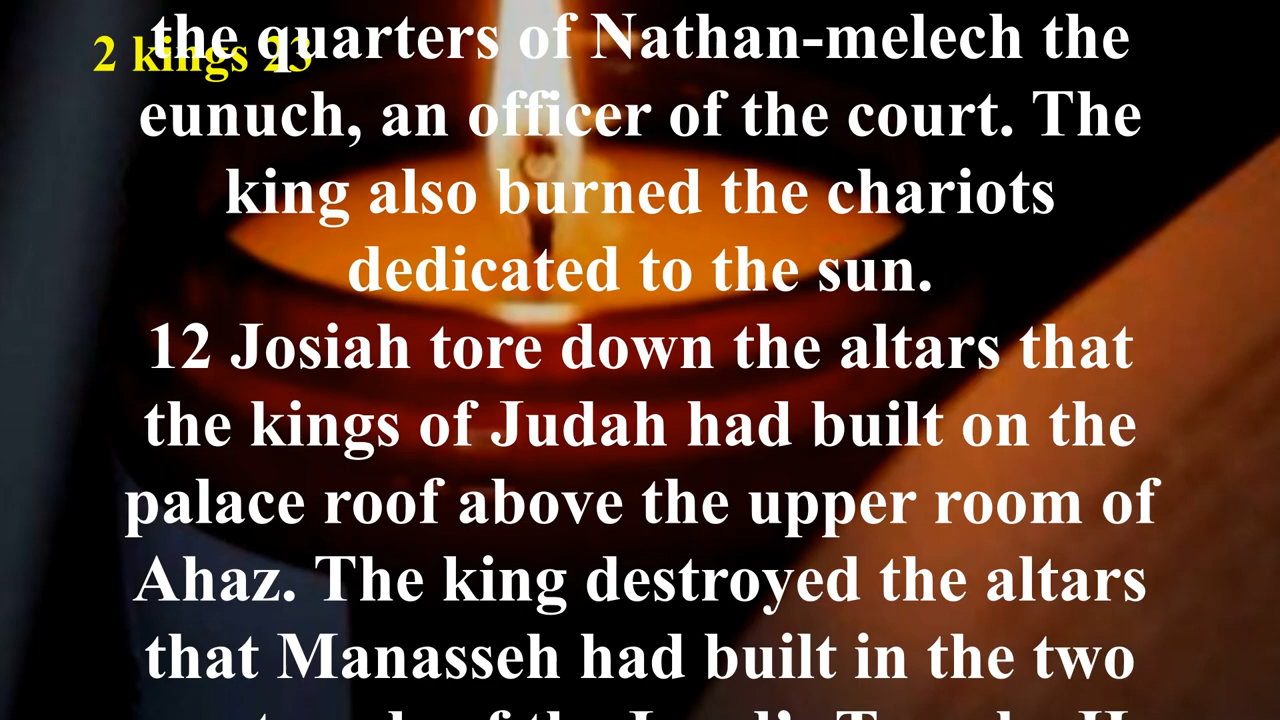 2 kings 23
the quarters of Nathan-melech the
eunuch, an officer of the court. The
king also burned the chariots
dedicated to the sun.
12 Josiah tore down the altars that
the kings of Judah had built on the
palace roof above the upper room of
Ahaz. The king destroyed the altars
that Manasseh had built in the two